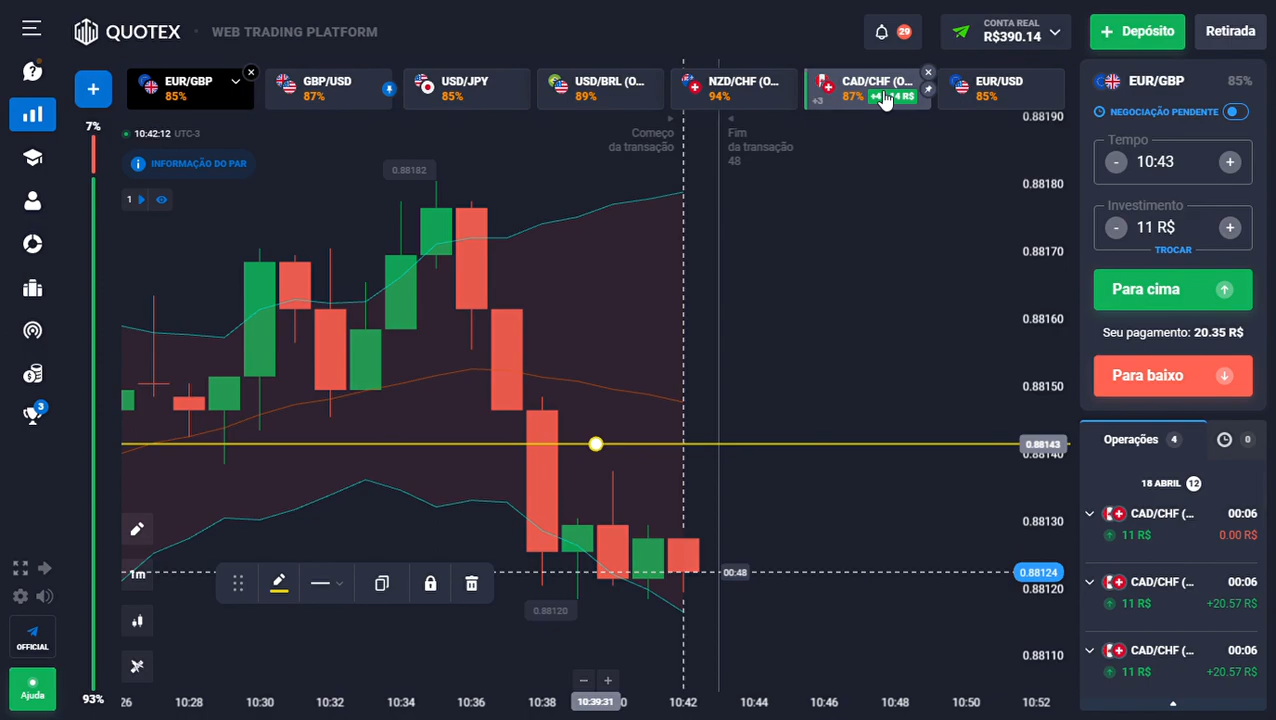 QUOTEX
WEB TRADING PLATFORM
29
CONTA REAL
R$390.14
+ Depósito
Retirada
+
EUR/GBP
85%
GBP/USD
87%
USD/JPY
85%
USD/BRL (O...
89%
NZD/CHF (O...
94%
CAD/CHF (O...
+3
87%
EUR/USD
85%
7%
10:42:12 UTC-3
INFORMAÇÃO DO PAR
1
Começo
da transação
Fim
da transação
48
0.88182
0.88120
00:48
0.88190
0.88180
0.88170
0.88160
0.88150
0.88143
0.88140
0.88130
0.88124
0.88120
0.88110
1m
93%
26
10:28
10:30
10:32
10:34
10:36
10:38
10:39:31
10:42
10:44
10:46
10:48
10:50
10:52
OFFICIAL
Ajuda
3
EUR/GBP
85%
NEGOCIAÇÃO PENDENTE
Tempo
- 10:43 +
Investimento
- 11 R$ +
TROCAR
Para cima
Seu pagamento: 20.35 R$
Para baixo
Operações 4
0
18 ABRIL 12
CAD/CHF (... 00:06
11 R$ 0.00 R$
CAD/CHF (... 00:06
11 R$ +20.57 R$
CAD/CHF (... 00:06
11 R$ +20.57 R$